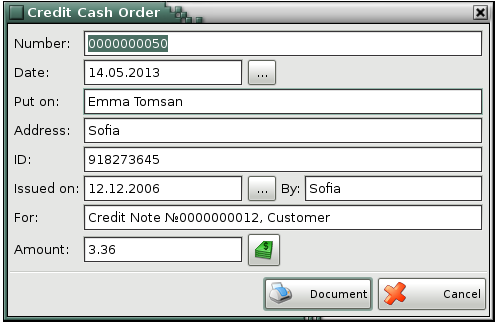 Credit Cash Order
Number: 0000000050
Date: 14.05.2013 ...
Put on: Emma Tomsan
Address: Sofia
ID: 918273645
Issued on: 12.12.2006 ... By: Sofia
For: Credit Note №0000000012, Customer
Amount: 3.36
Document Cancel